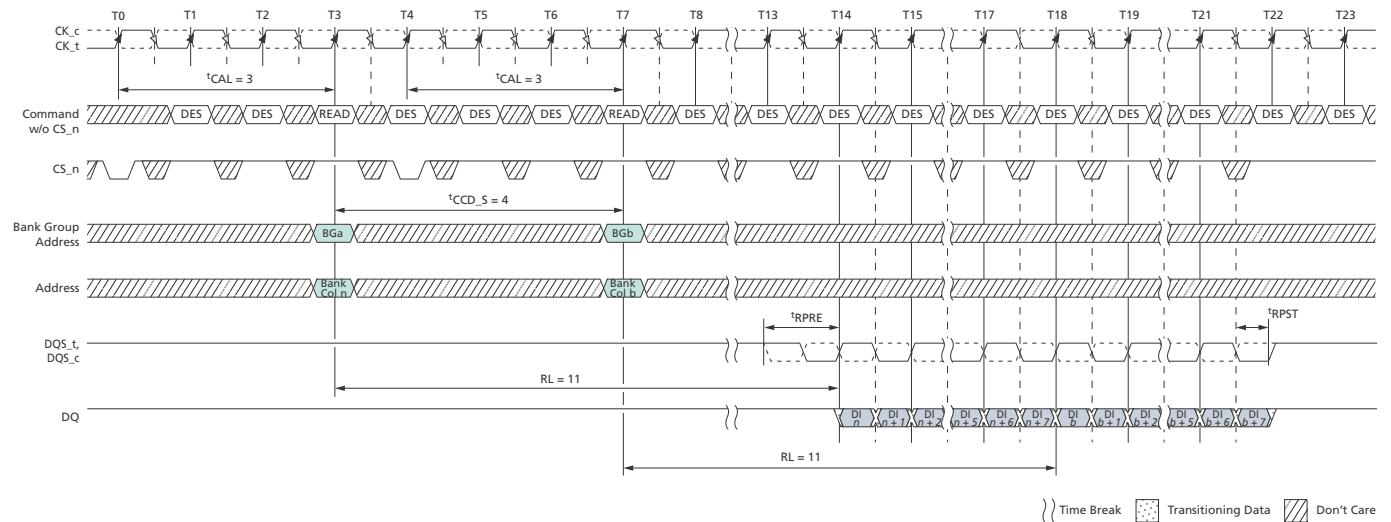 T0 T1 T2 T3 T4 T5 T6 T7 T8 T13 T14 T15 T17 T18 T19 T21 T22 T23
CK_c
CK_t
tCAL = 3 tCAL = 3
Command
w/o CS_n
DES DES READ DES DES DES READ DES DES DES DES DES DES DES DES DES DES
CS_n
tCCD_S = 4
Bank Group
Address
BGa BGb
Address
Bank
Col n
Bank
Col b
tRPRE tRPST
DQS_t,
DQS_c
RL = 11
DQ
DI
n
DI
n + 1
DI
n + 2
DI
n + 5
DI
n + 6
DI
n + 7
DI
b
DI
b + 1
DI
b + 2
DI
b + 5
DI
b + 6
DI
b + 7
RL = 11
Time Break Transitioning Data Don't Care